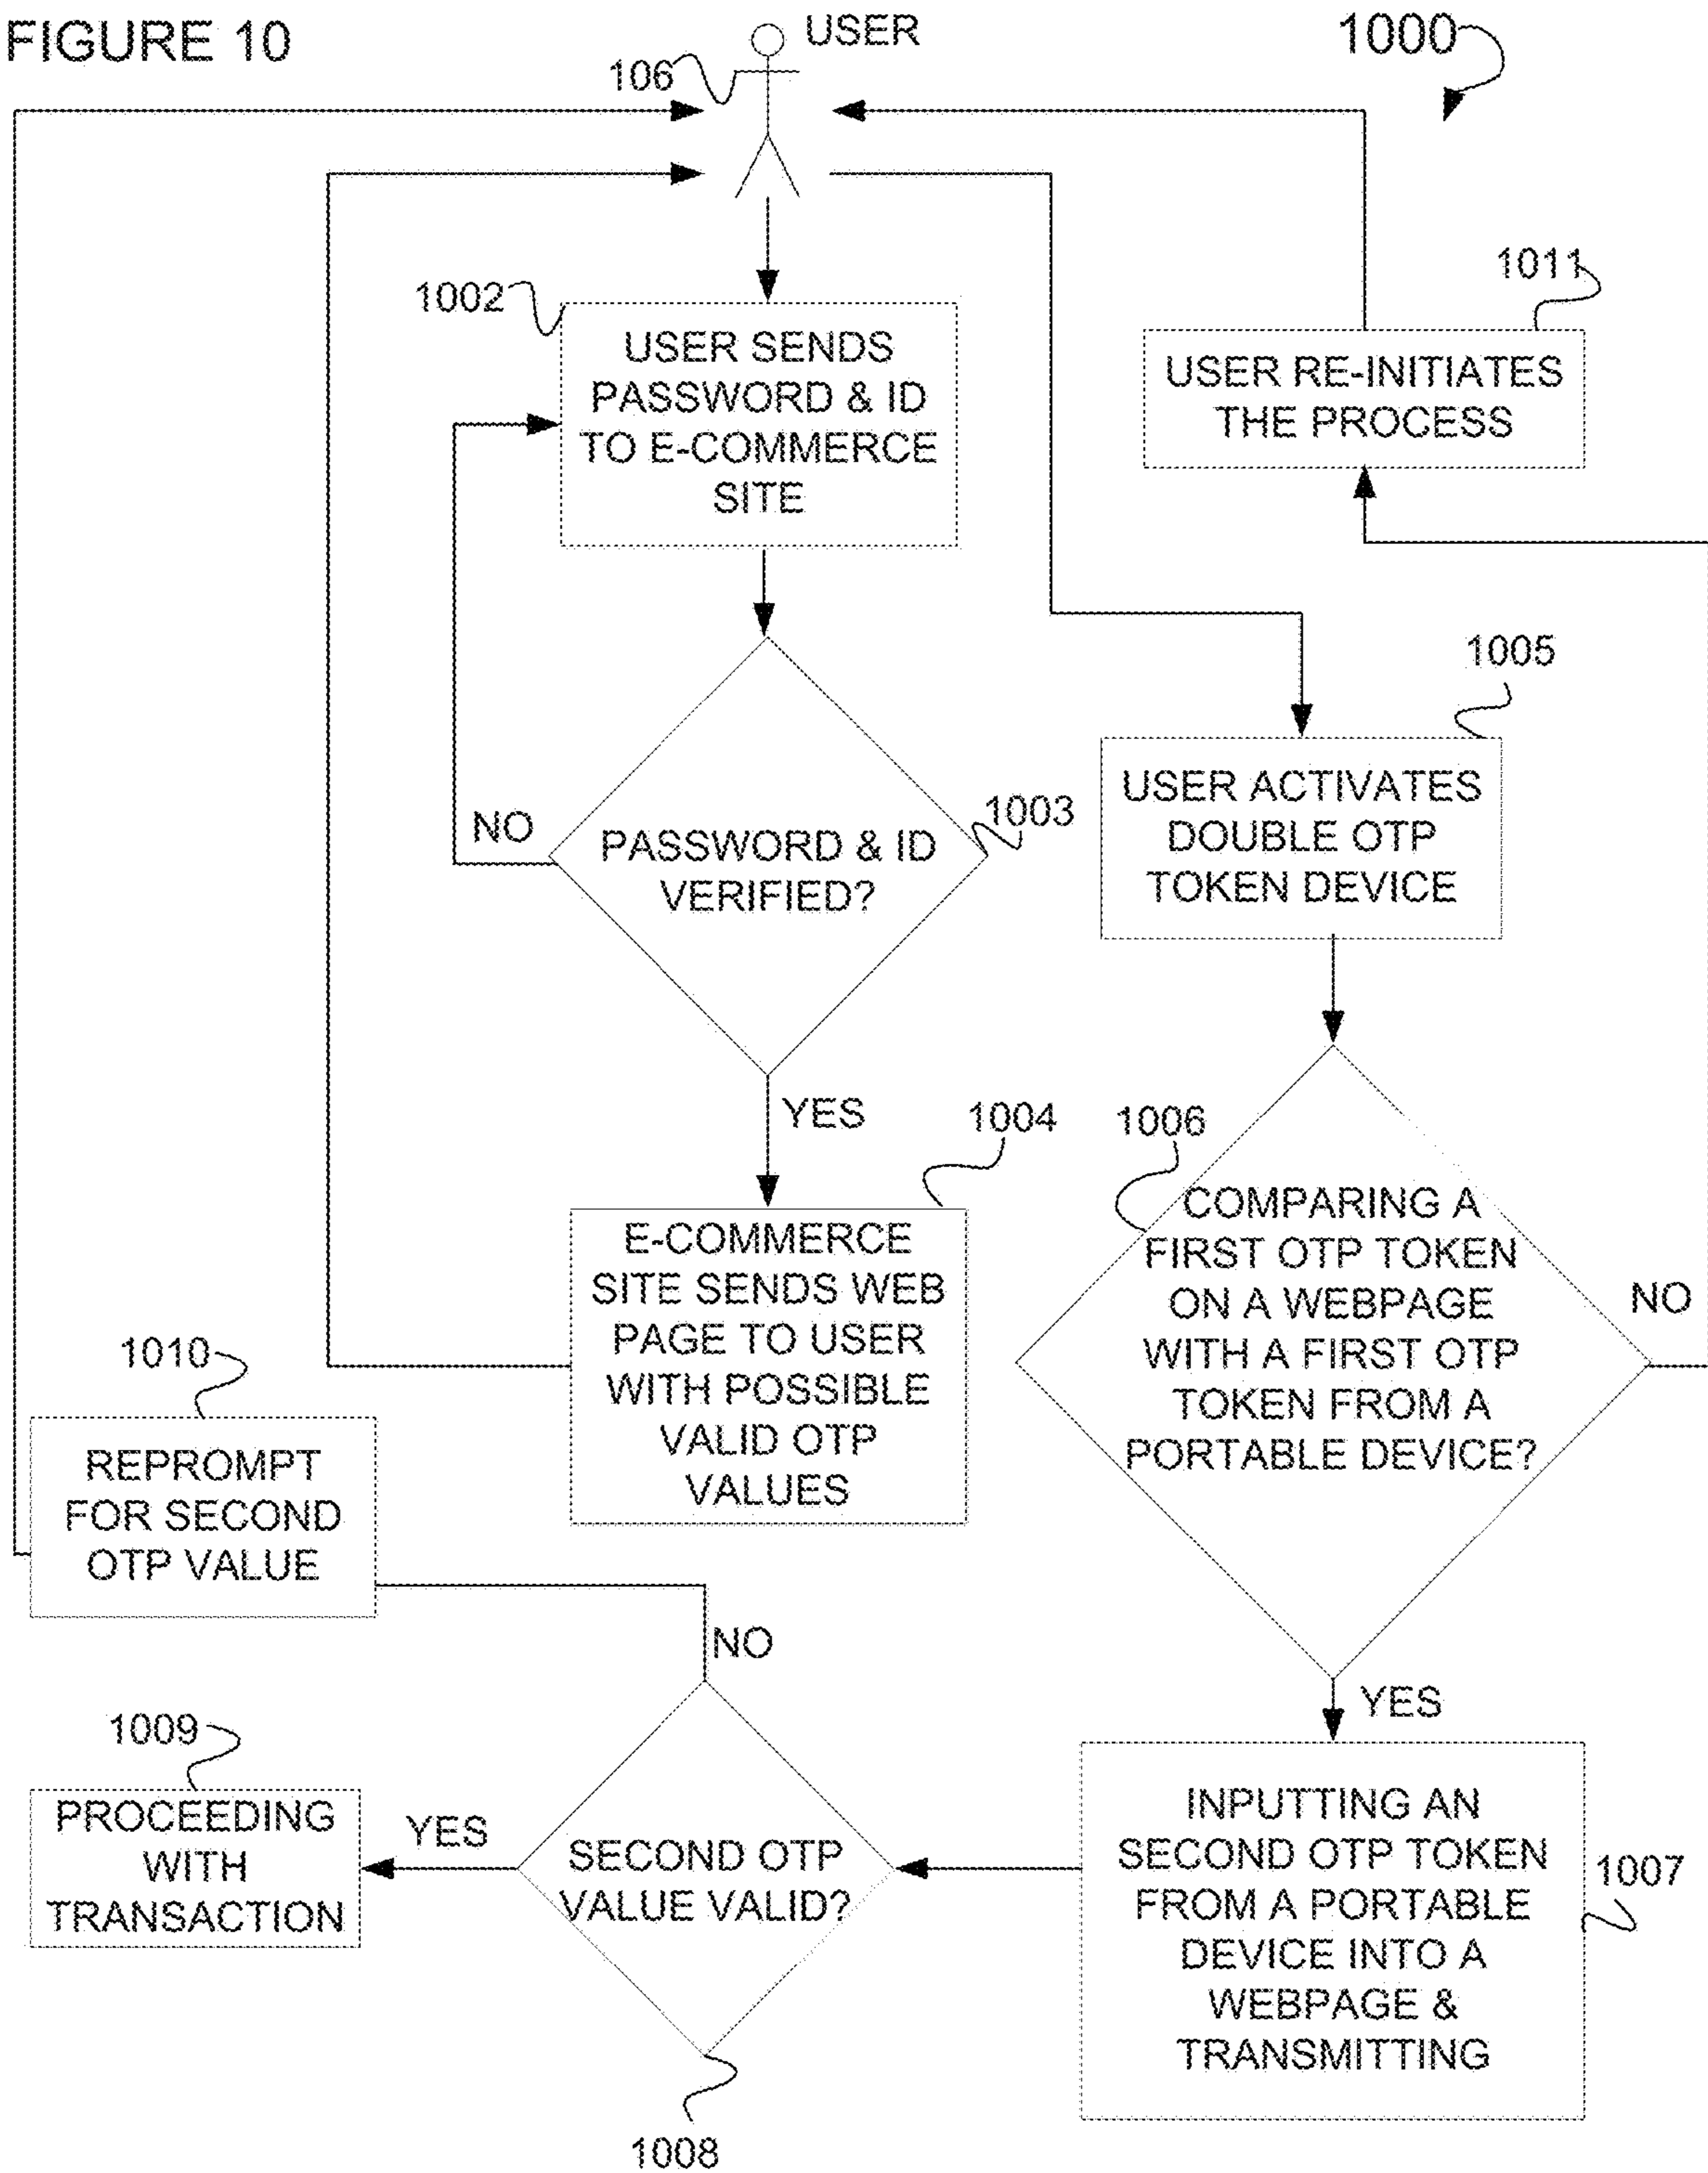 FIGURE 10
USER
1000
106
1002
USER SENDS
PASSWORD & ID
TO E-COMMERCE
SITE
1011
USER RE-INITIATES
THE PROCESS
1003
NO
PASSWORD & ID
VERIFIED?
YES
1005
USER ACTIVATES
DOUBLE OTP
TOKEN DEVICE
1004
E-COMMERCE
SITE SENDS WEB
PAGE TO USER
WITH POSSIBLE
VALID OTP
VALUES
1006
COMPARING A
FIRST OTP TOKEN
ON A WEBPAGE
WITH A FIRST OTP
TOKEN FROM A
PORTABLE DEVICE?
NO
YES
1010
REPROMPT
FOR SECOND
OTP VALUE
NO
1009
PROCEEDING
WITH
TRANSACTION
YES
SECOND OTP
VALUE VALID?
1008
INPUTTING AN
SECOND OTP TOKEN
FROM A PORTABLE
DEVICE INTO A
WEBPAGE &
TRANSMITTING
1007